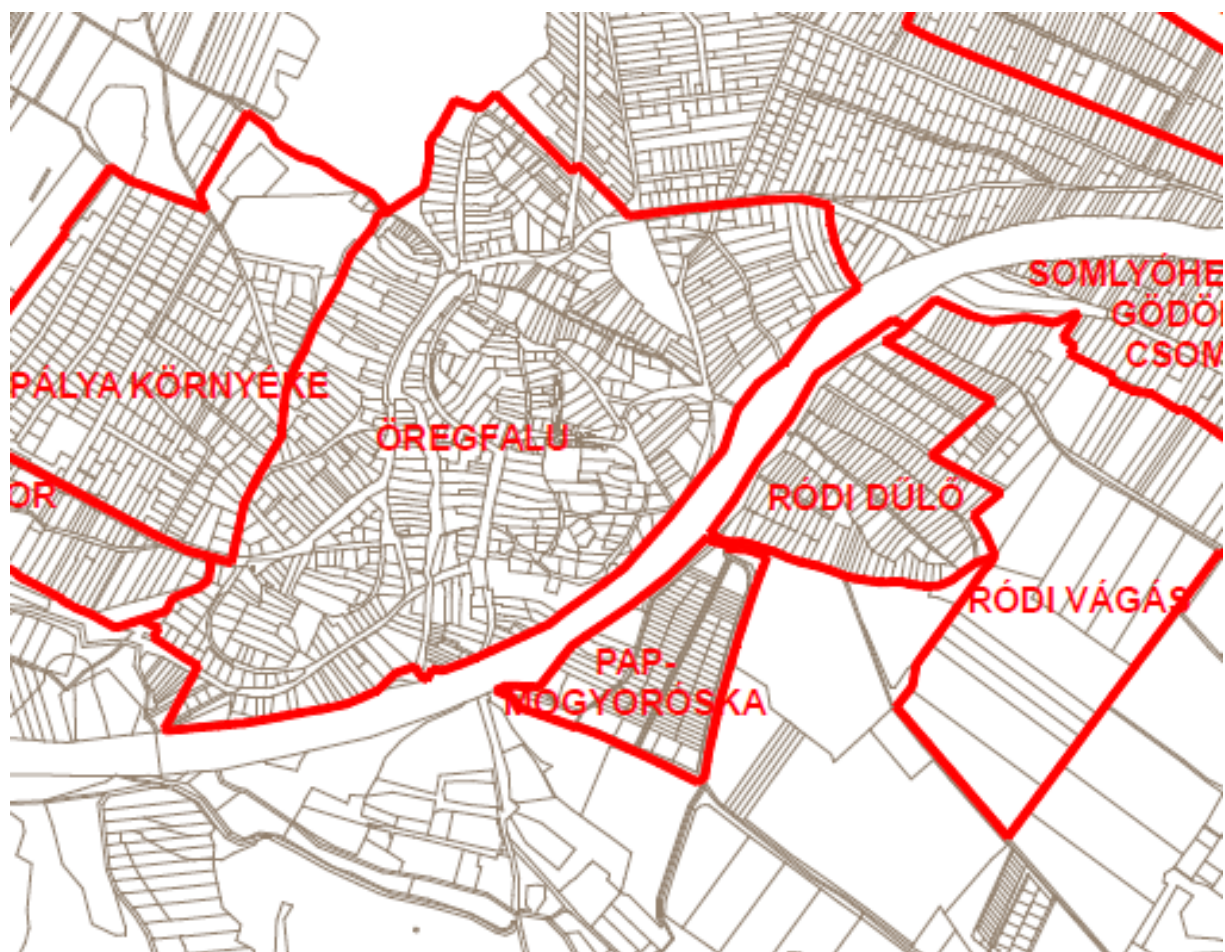 SOMLYÓHE
GÖDÖ
CSOM
PÁLYA KÖRNYÉKE
ÖREGFALU
OR
RÓDI DŰLŐ
RÓDI VÁGÁS
PAP-
MOGYORÓSKA